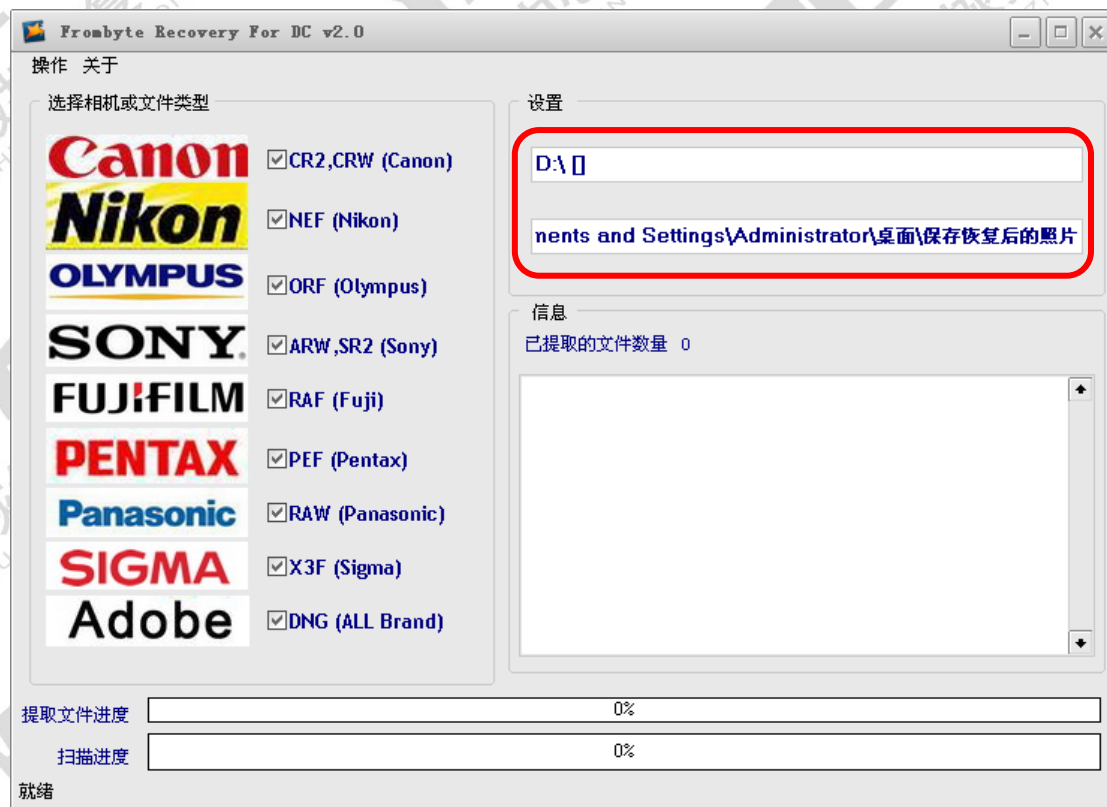 Frombyte Recovery For DC v2.0
操作 关于
选择相机或文件类型
Canon CR2,CRW (Canon)
Nikon NEF (Nikon)
OLYMPUS ORF (Olympus)
SONY. ARW,SR2 (Sony)
FUJIFILM RAF (Fuji)
PENTAX PEF (Pentax)
Panasonic RAW (Panasonic)
SIGMA X3F (Sigma)
Adobe DNG (ALL Brand)
设置
D:\ []
nents and Settings\Administrator\桌面\保存恢复后的照片
信息
已提取的文件数量 0
提取文件进度 0%
扫描进度 0%
就绪